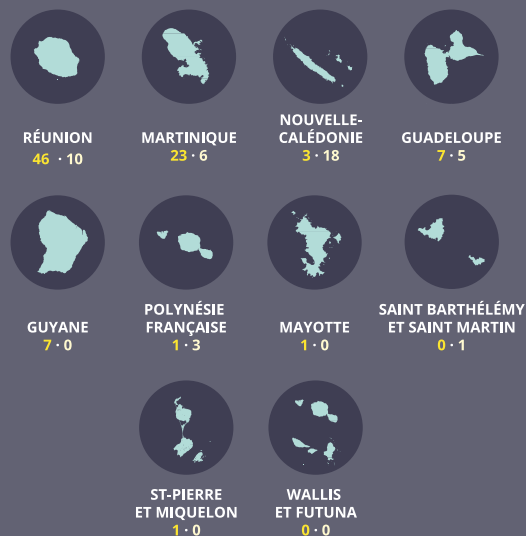 RÉUNION
46 · 10
MARTINIQUE
23 · 6
NOUVELLE-
CALÉDONIE
3 · 18
GUADELOUPE
7 · 5
GUYANE
7 · 0
POLYNÉSIE
FRANÇAISE
1 · 3
MAYOTTE
1 · 0
SAINT BARTHÉLÉMY
ET SAINT MARTIN
0 · 1
ST-PIERRE
ET MIQUELON
1 · 0
WALLIS
ET FUTUNA
0 · 0